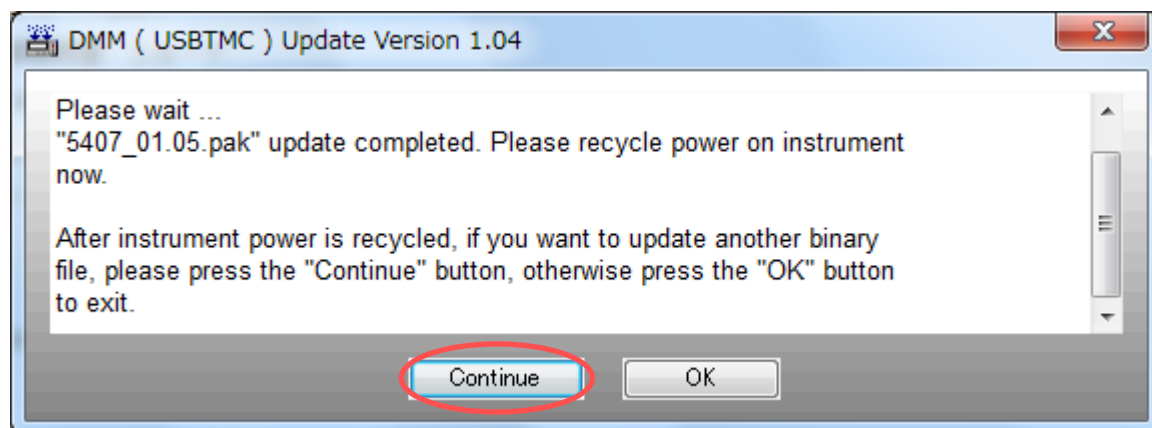 DMM ( USBTMC ) Update Version 1.04
Please wait ...
"5407_01.05.pak" update completed. Please recycle power on instrument
now.
After instrument power is recycled, if you want to update another binary
file, please press the "Continue" button, otherwise press the "OK" button
to exit.
Continue
OK